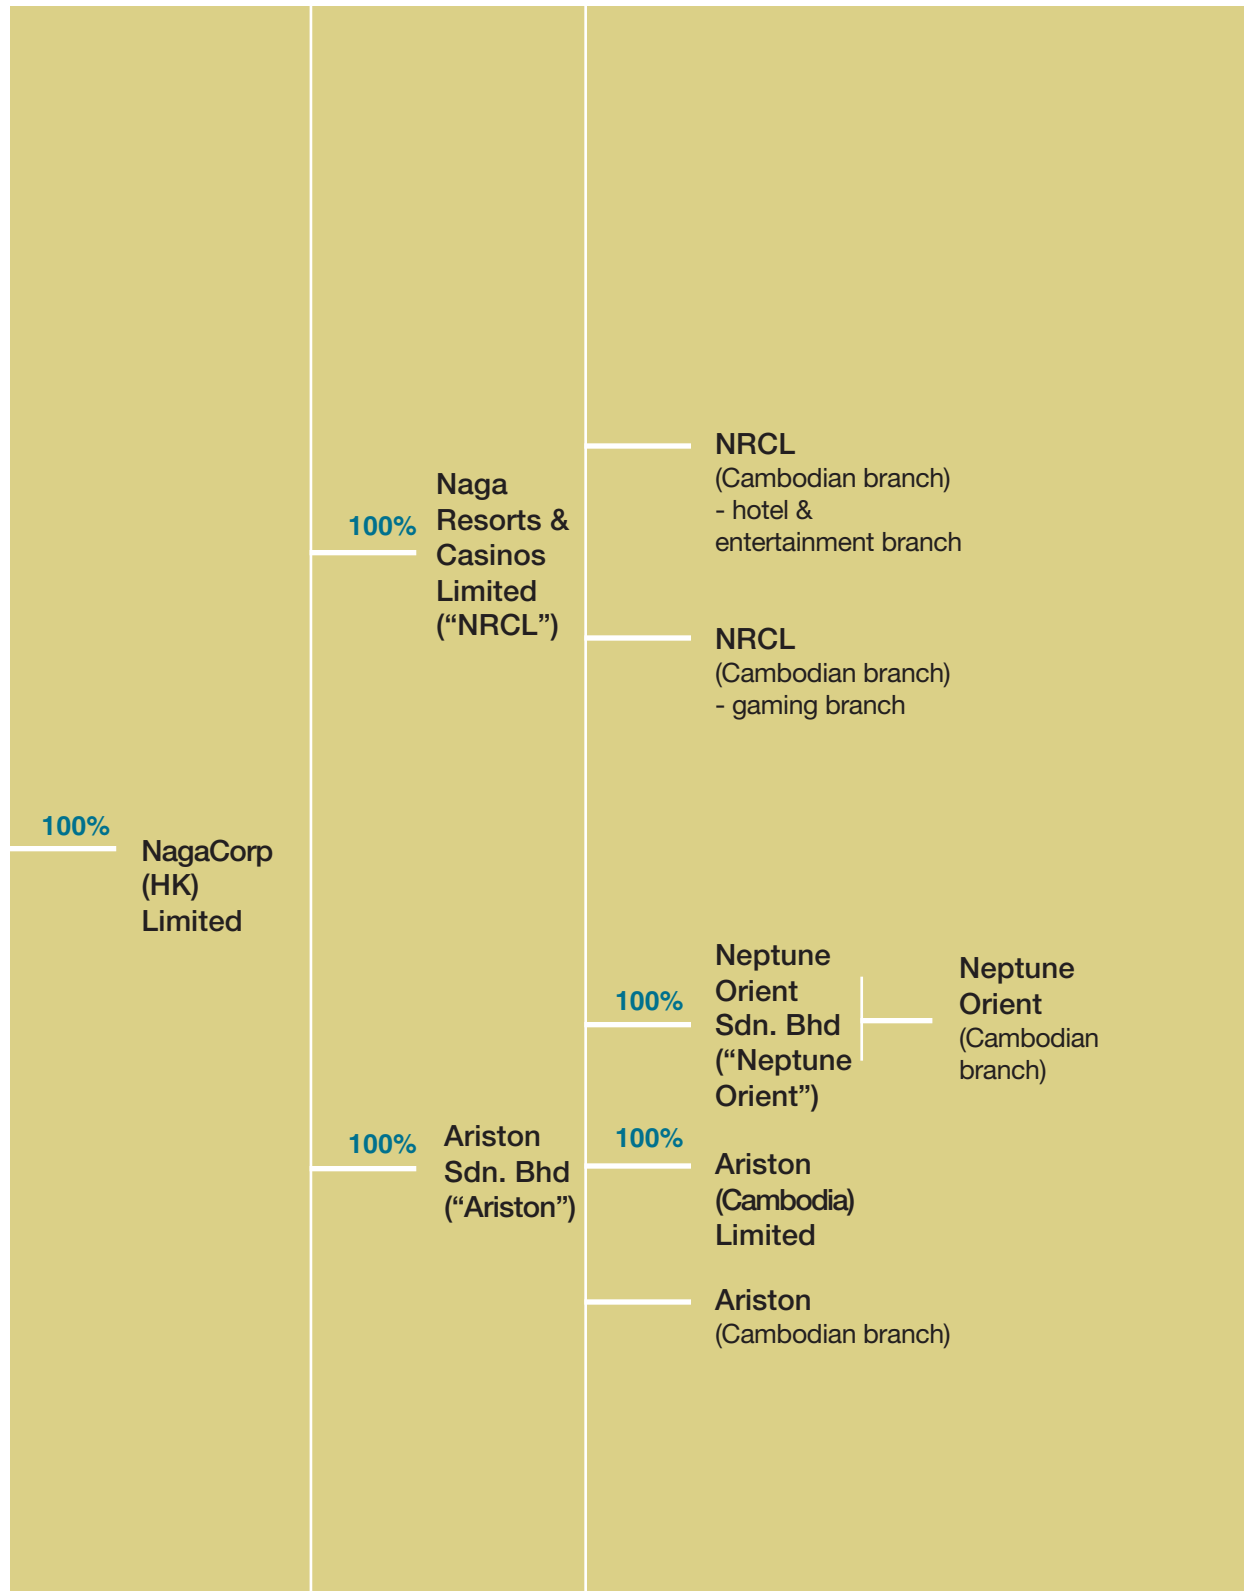 100%
NagaCorp
(HK)
Limited
100%
Naga
Resorts &
Casinos
Limited
(“NRCL”)
100%
Ariston
Sdn. Bhd
(“Ariston”)
NRCL
(Cambodian branch)
- hotel &
entertainment branch
NRCL
(Cambodian branch)
- gaming branch
100%
Neptune
Orient
Sdn. Bhd
(“Neptune
Orient”)
Neptune
Orient
(Cambodian
branch)
100%
Ariston
(Cambodia)
Limited
Ariston
(Cambodian branch)